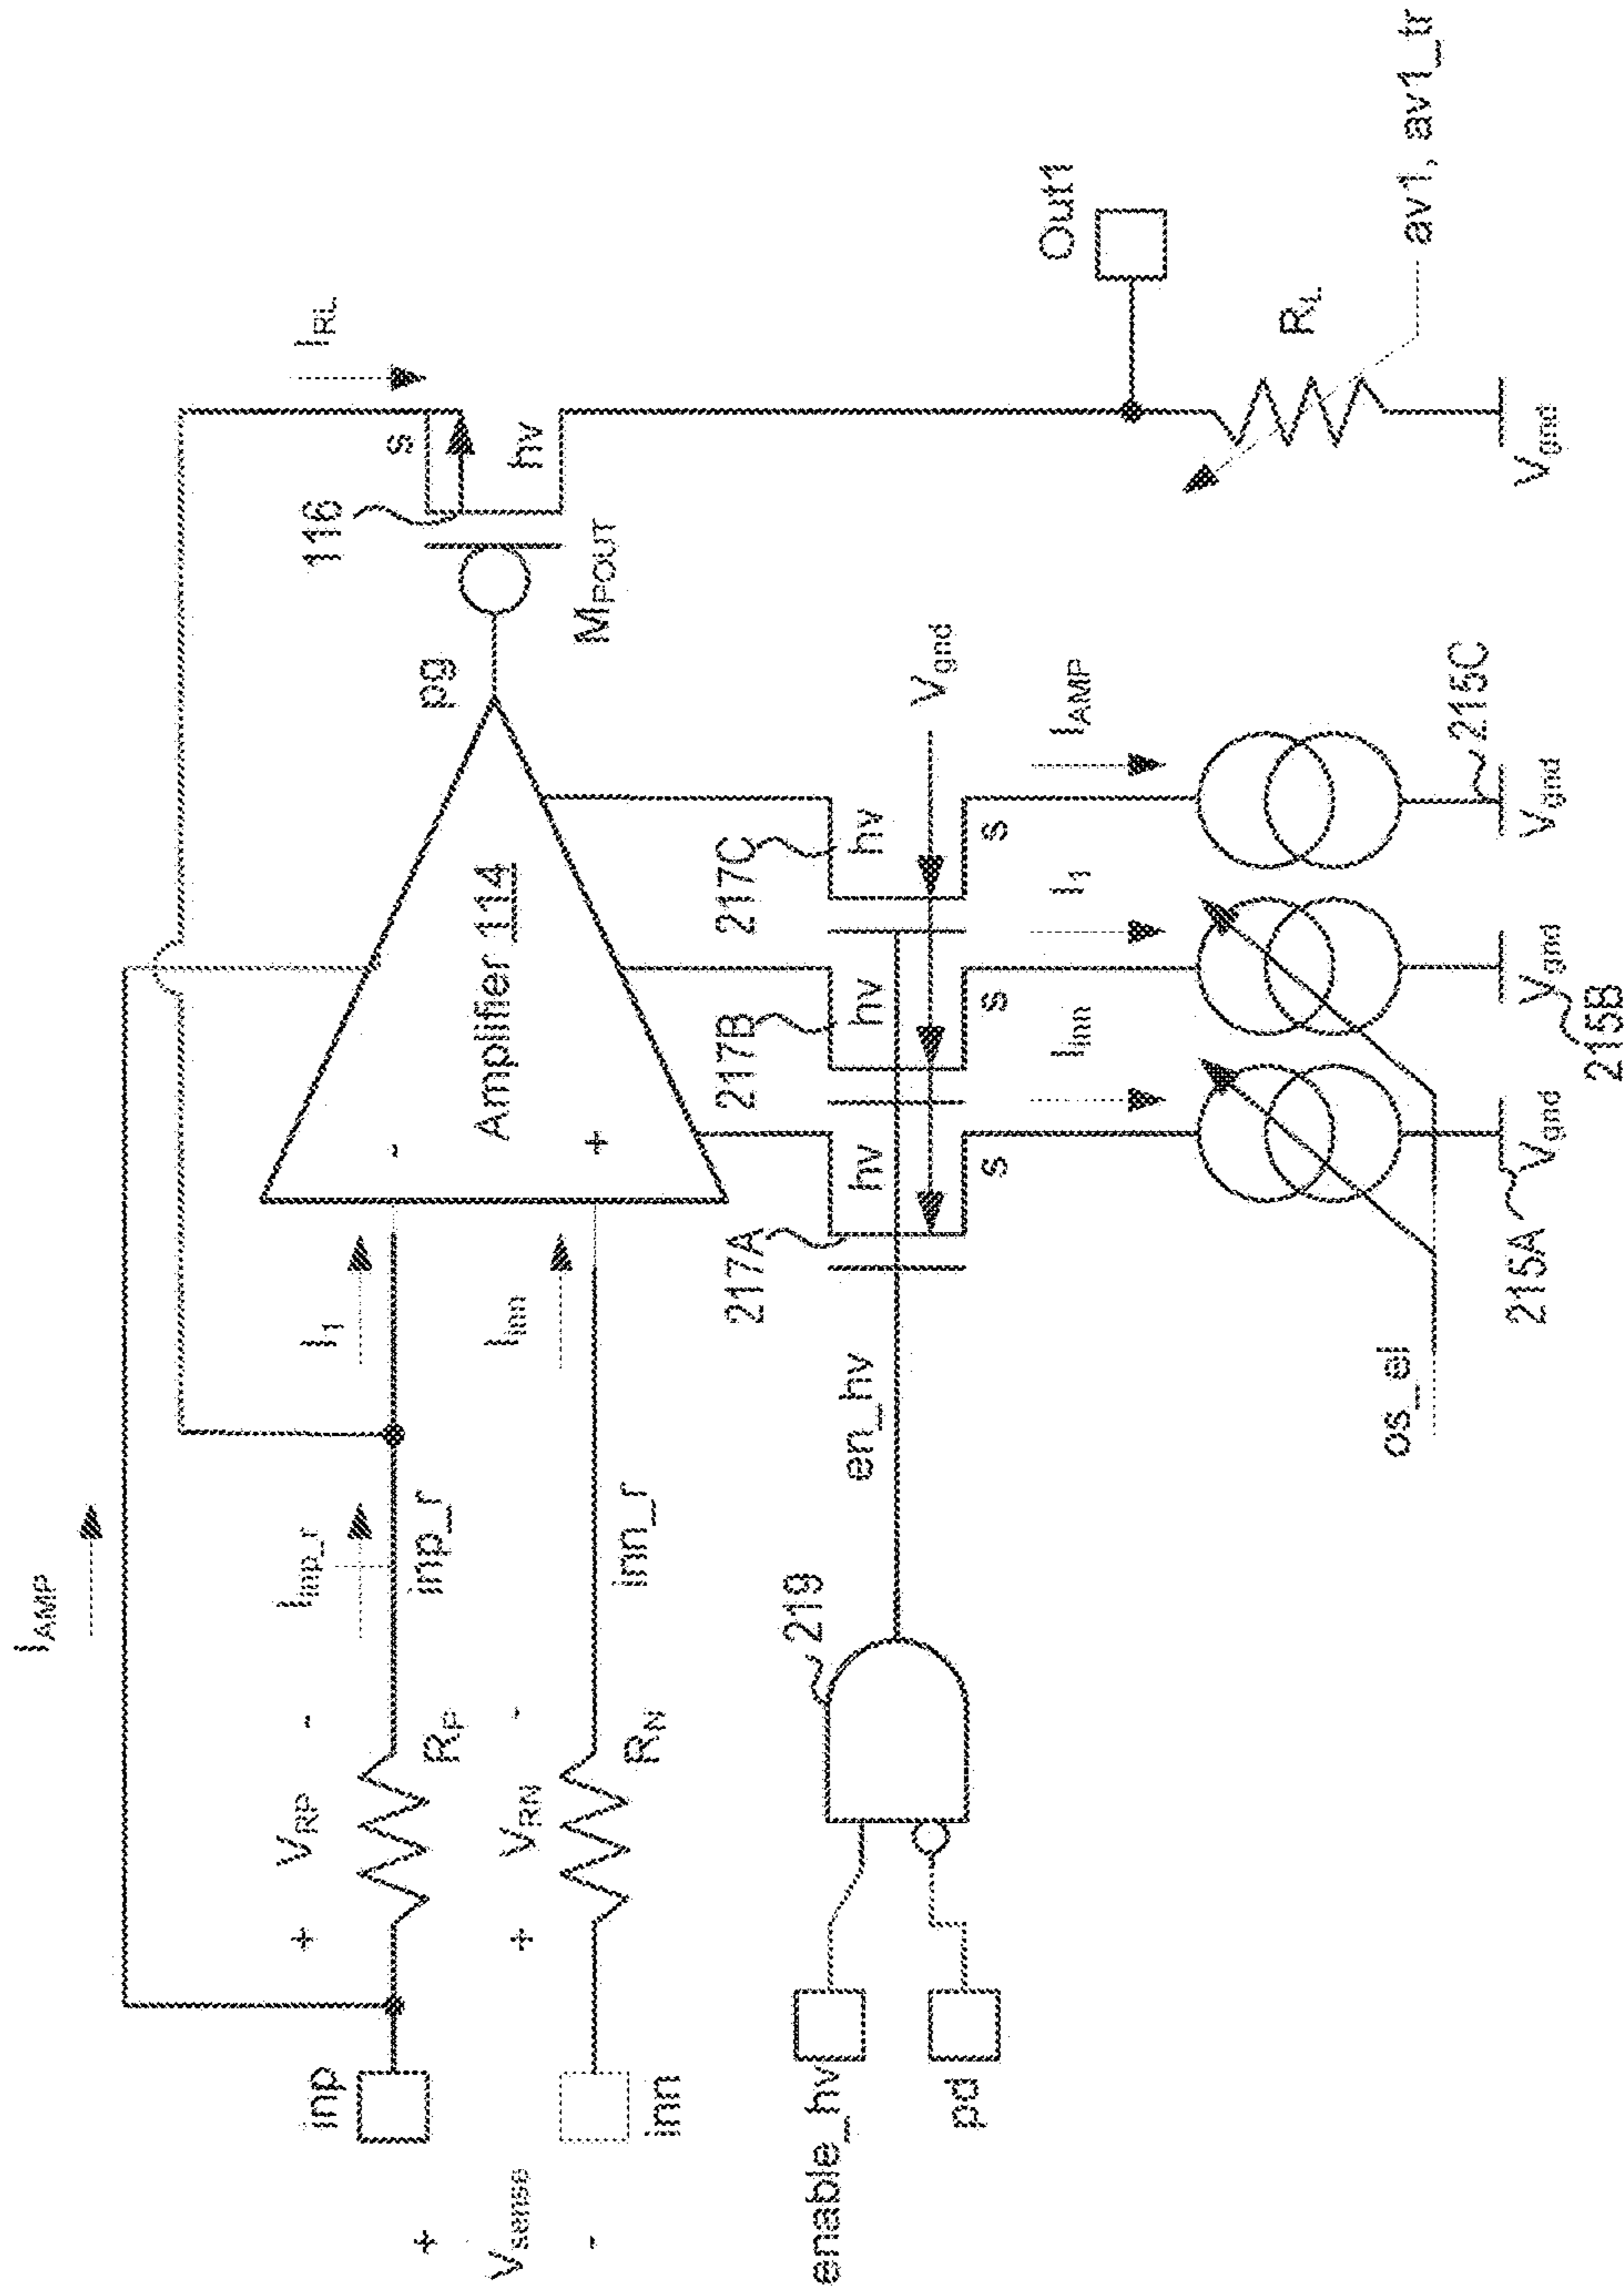 I_AMP
I_RL
V_RP
I_inp_r
I_1
116
s
+
-
R_P
inp_r
-
pg
hv
inp
+
V_sense
-
V_RN
+
-
I_inn
Amplifier 114
M_POUT
inn
R_N
inn_r
+
217A
217B
217C
Out1
enable_hv
219
en_hv
hv
hv
hv
V_gnd
pd
s
s
s
I_inn
I_1
I_AMP
R_L
os_el
av1, av1_tr
215A
215B
215C
V_gnd
V_gnd
V_gnd
V_gnd